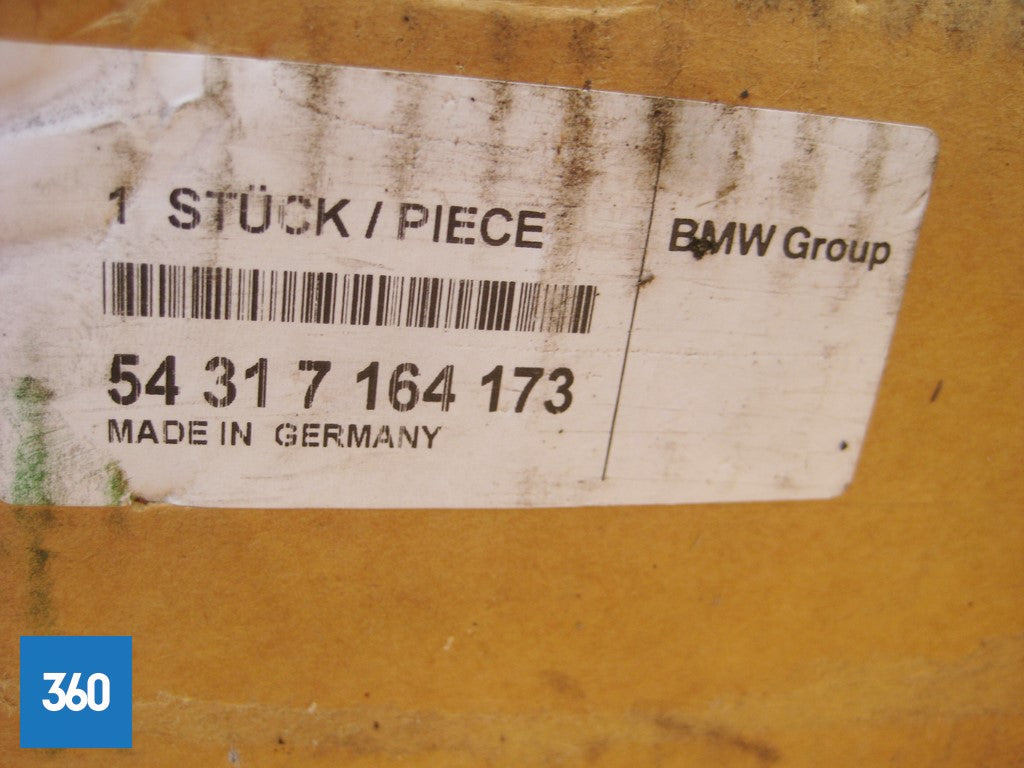 1 STÜCK / PIECE
BMW Group
54 31 7 164 173
MADE IN GERMANY
360